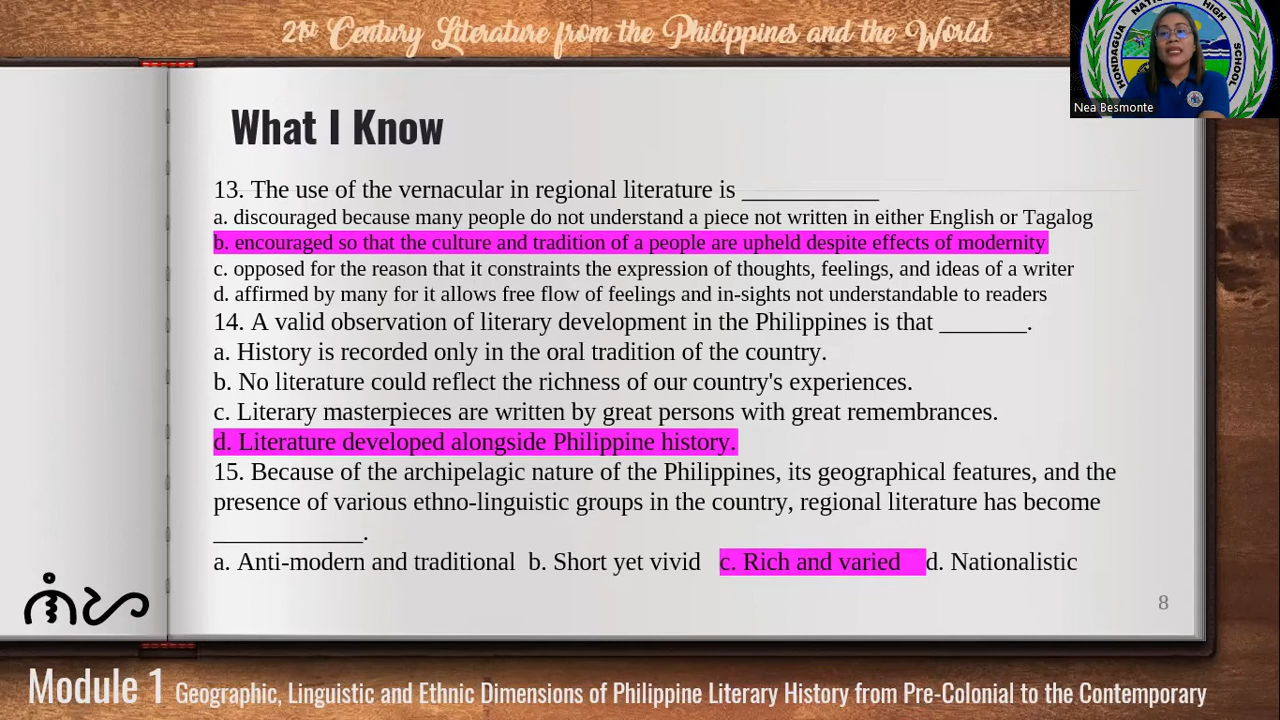 21st Century Literature from the Philippines and the World
HONDAGUA NATIONAL HIGH SCHOOL
Nea Besmonte
What I Know
13. The use of the vernacular in regional literature is ___________
a. discouraged because many people do not understand a piece not written in either English or Tagalog
b. encouraged so that the culture and tradition of a people are upheld despite effects of modernity
c. opposed for the reason that it constraints the expression of thoughts, feelings, and ideas of a writer
d. affirmed by many for it allows free flow of feelings and in-sights not understandable to readers
14. A valid observation of literary development in the Philippines is that _______.
a. History is recorded only in the oral tradition of the country.
b. No literature could reflect the richness of our country's experiences.
c. Literary masterpieces are written by great persons with great remembrances.
d. Literature developed alongside Philippine history.
15. Because of the archipelagic nature of the Philippines, its geographical features, and the
presence of various ethno-linguistic groups in the country, regional literature has become
____________.
a. Anti-modern and traditional b. Short yet vivid c. Rich and varied d. Nationalistic
8
Module 1 Geographic, Linguistic and Ethnic Dimensions of Philippine Literary History from Pre-Colonial to the Contemporary